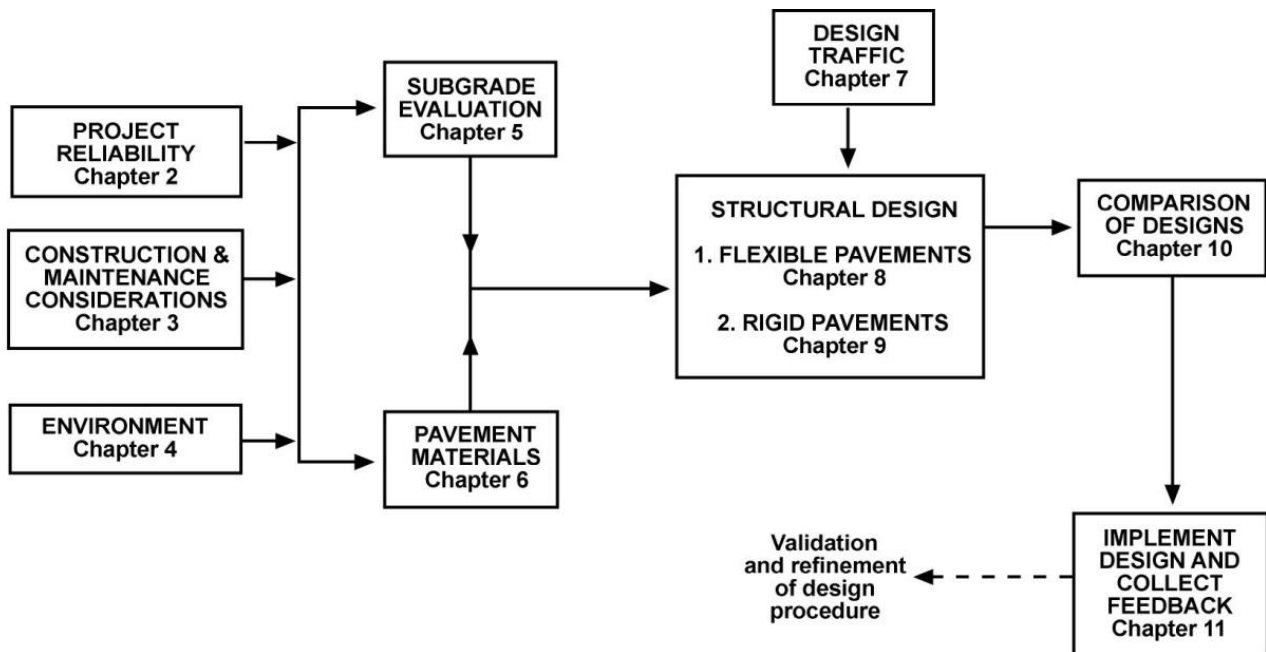 PROJECT
RELIABILITY
Chapter 2
CONSTRUCTION &
MAINTENANCE
CONSIDERATIONS
Chapter 3
ENVIRONMENT
Chapter 4
SUBGRADE
EVALUATION
Chapter 5
PAVEMENT
MATERIALS
Chapter 6
DESIGN
TRAFFIC
Chapter 7
STRUCTURAL DESIGN
1. FLEXIBLE PAVEMENTS
Chapter 8
2. RIGID PAVEMENTS
Chapter 9
COMPARISON
OF DESIGNS
Chapter 10
IMPLEMENT
DESIGN AND
COLLECT
FEEDBACK
Chapter 11
Validation
and refinement
of design
procedure